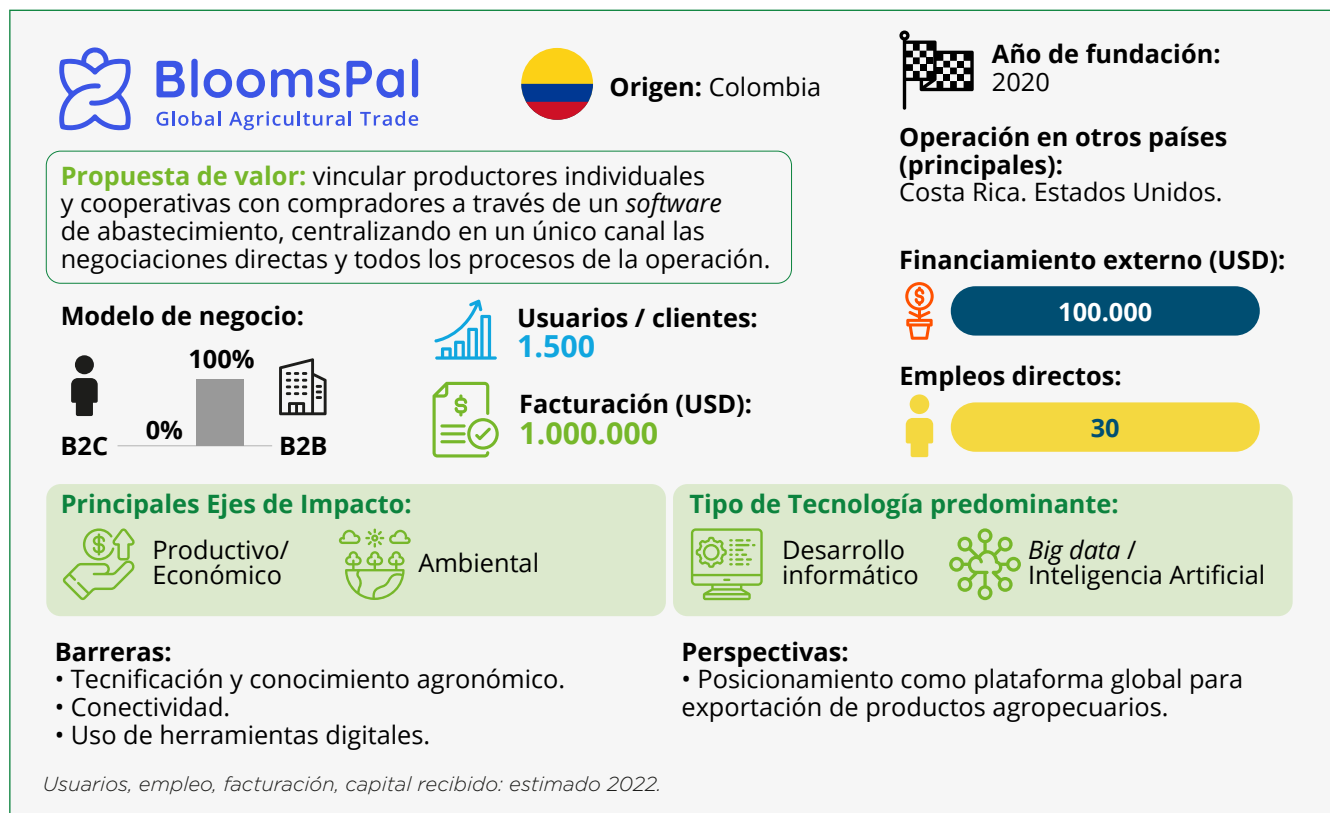 BloomsPal
Global Agricultural Trade
Origen: Colombia
Año de fundación:
2020
Operación en otros países
(principales):
Costa Rica. Estados Unidos.
Propuesta de valor: vincular productores individuales
y cooperativas con compradores a través de un software
de abastecimiento, centralizando en un único canal las
negociaciones directas y todos los procesos de la operación.
Financiamiento externo (USD):
$
100.000
Modelo de negocio:
100%
0%
B2C
B2B
Usuarios / clientes:
1.500
$
Facturación (USD):
1.000.000
Empleos directos:
30
Principales Ejes de Impacto:
$
Productivo/
Económico
Ambiental
Tipo de Tecnología predominante:
Desarrollo
informático
Big data /
Inteligencia Artificial
Barreras:
• Tecnificación y conocimiento agronómico.
• Conectividad.
• Uso de herramientas digitales.
Perspectivas:
• Posicionamiento como plataforma global para
exportación de productos agropecuarios.
Usuarios, empleo, facturación, capital recibido: estimado 2022.